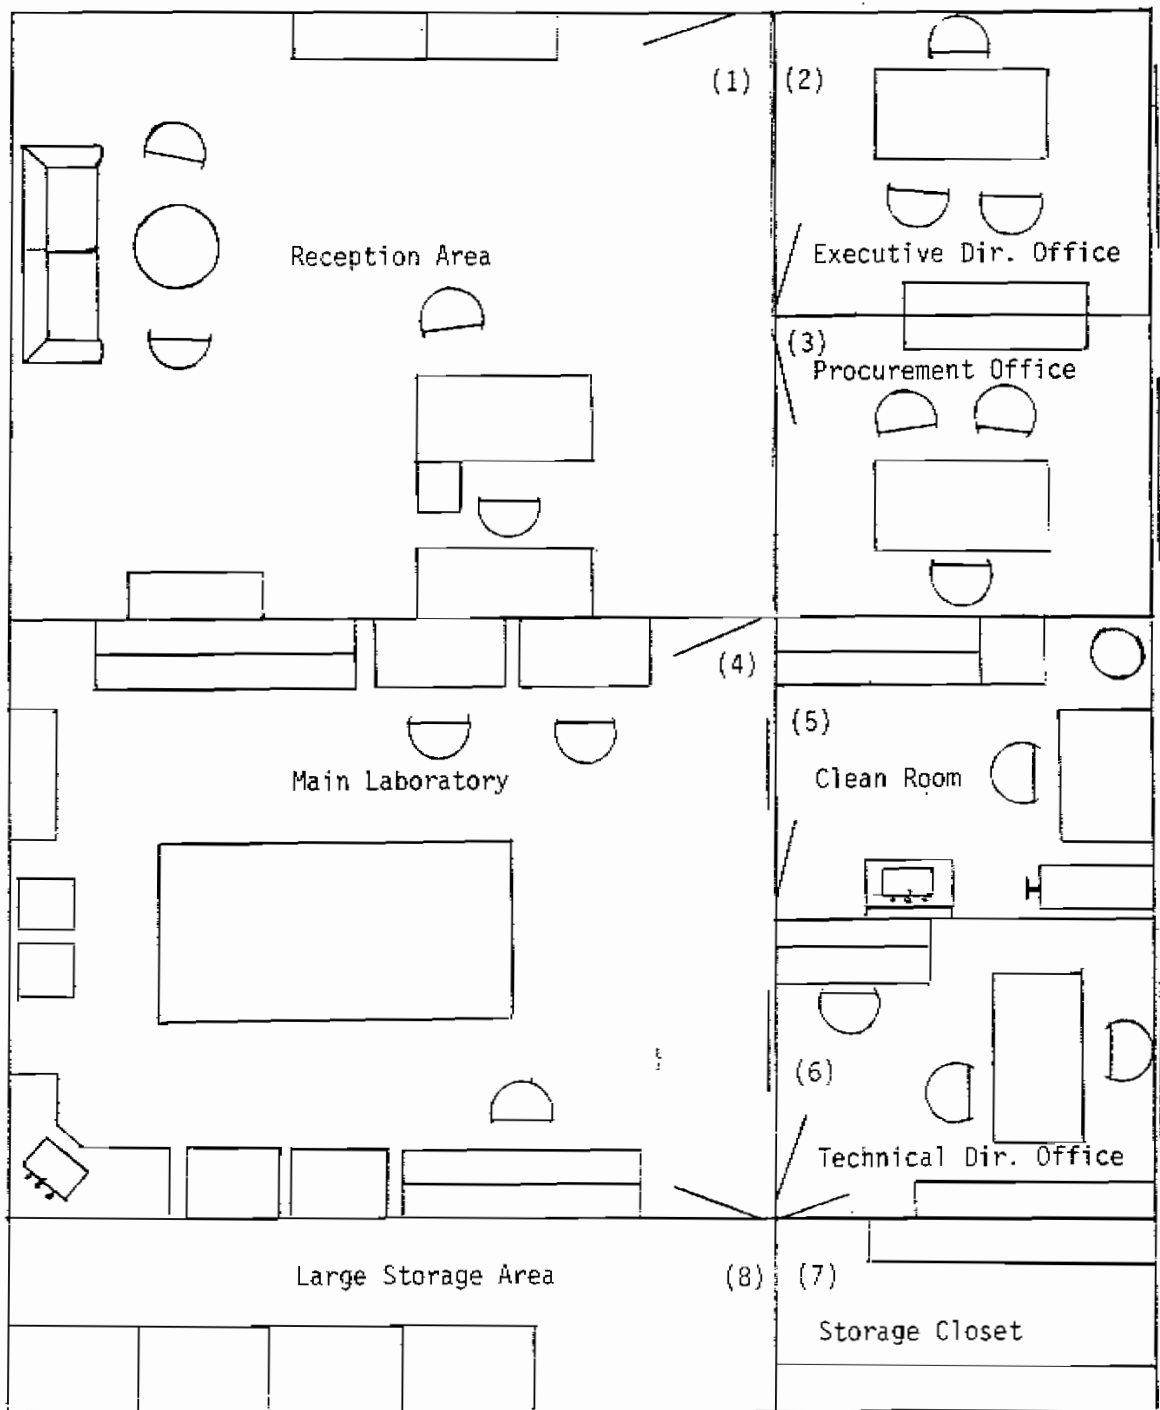 (1)
(2)
Reception Area
Executive Dir. Office
(3)
Procurement Office
(4)
(5)
Main Laboratory
Clean Room
(6)
Technical Dir. Office
Large Storage Area
(8)
(7)
Storage Closet